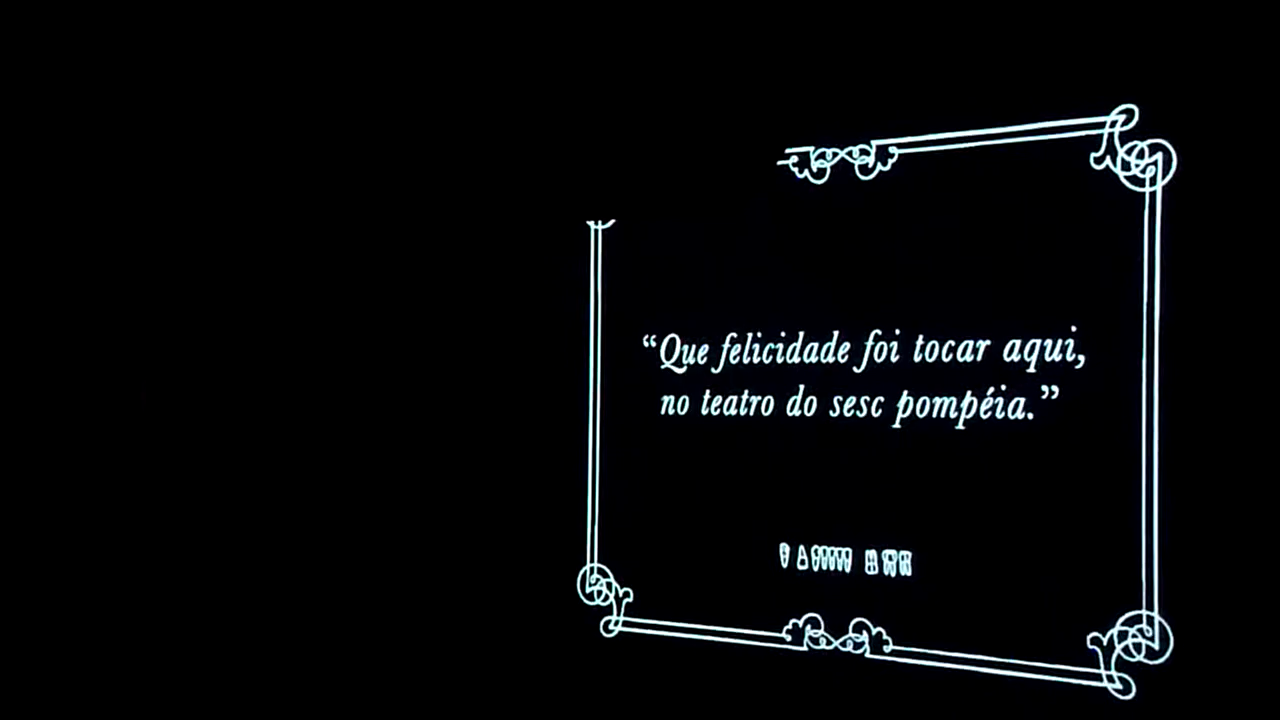 “Que felicidade foi tocar aqui,
no teatro do sesc pompéia.”